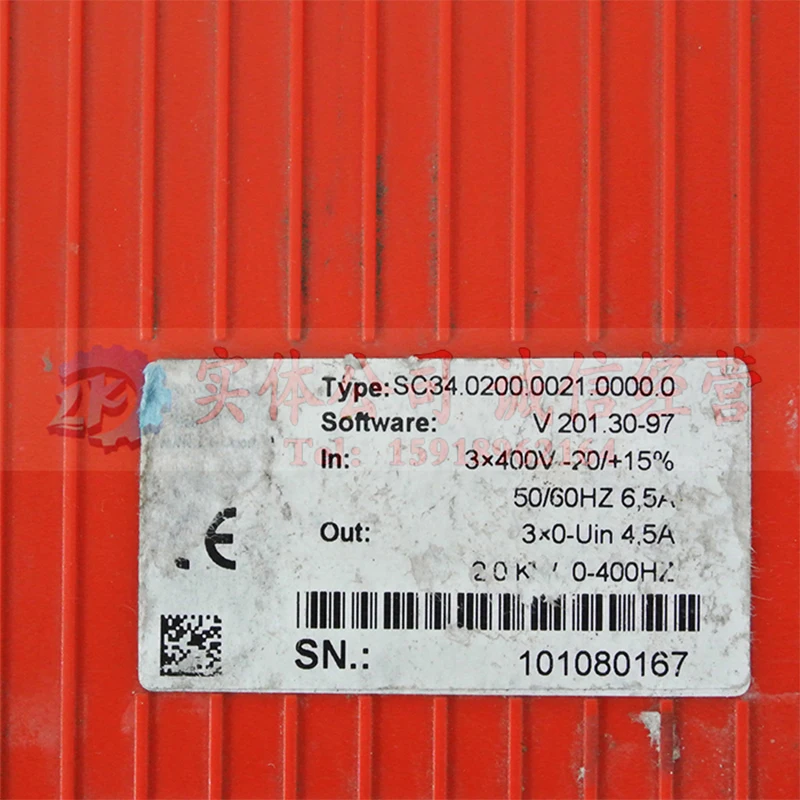 实体公司 诚信经营
Type: SC34.0200.0021.0000.0
Software: V 201.30-97
Tel: 15918963164
In: 3×400V -20/+15%
50/60HZ 6,5A
Out: 3×0-Uin 4,5A
2.0 K / 0-400HZ
CE
SN.: 101080167